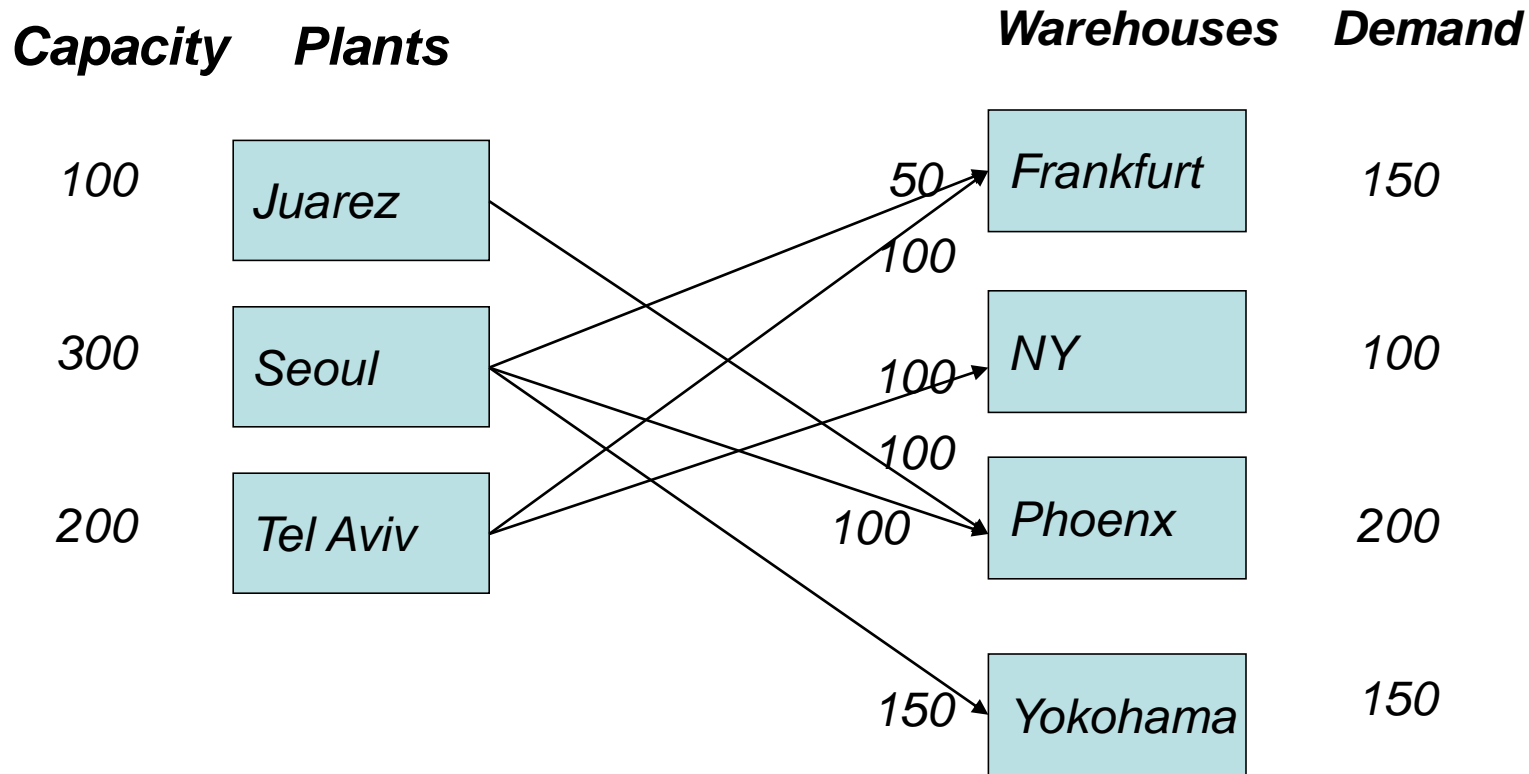 Capacity Plants Warehouses Demand
100 Juarez 50 Frankfurt 150
100
300 Seoul 100 NY 100
100
200 Tel Aviv 100 Phoenx 200
150 Yokohama 150